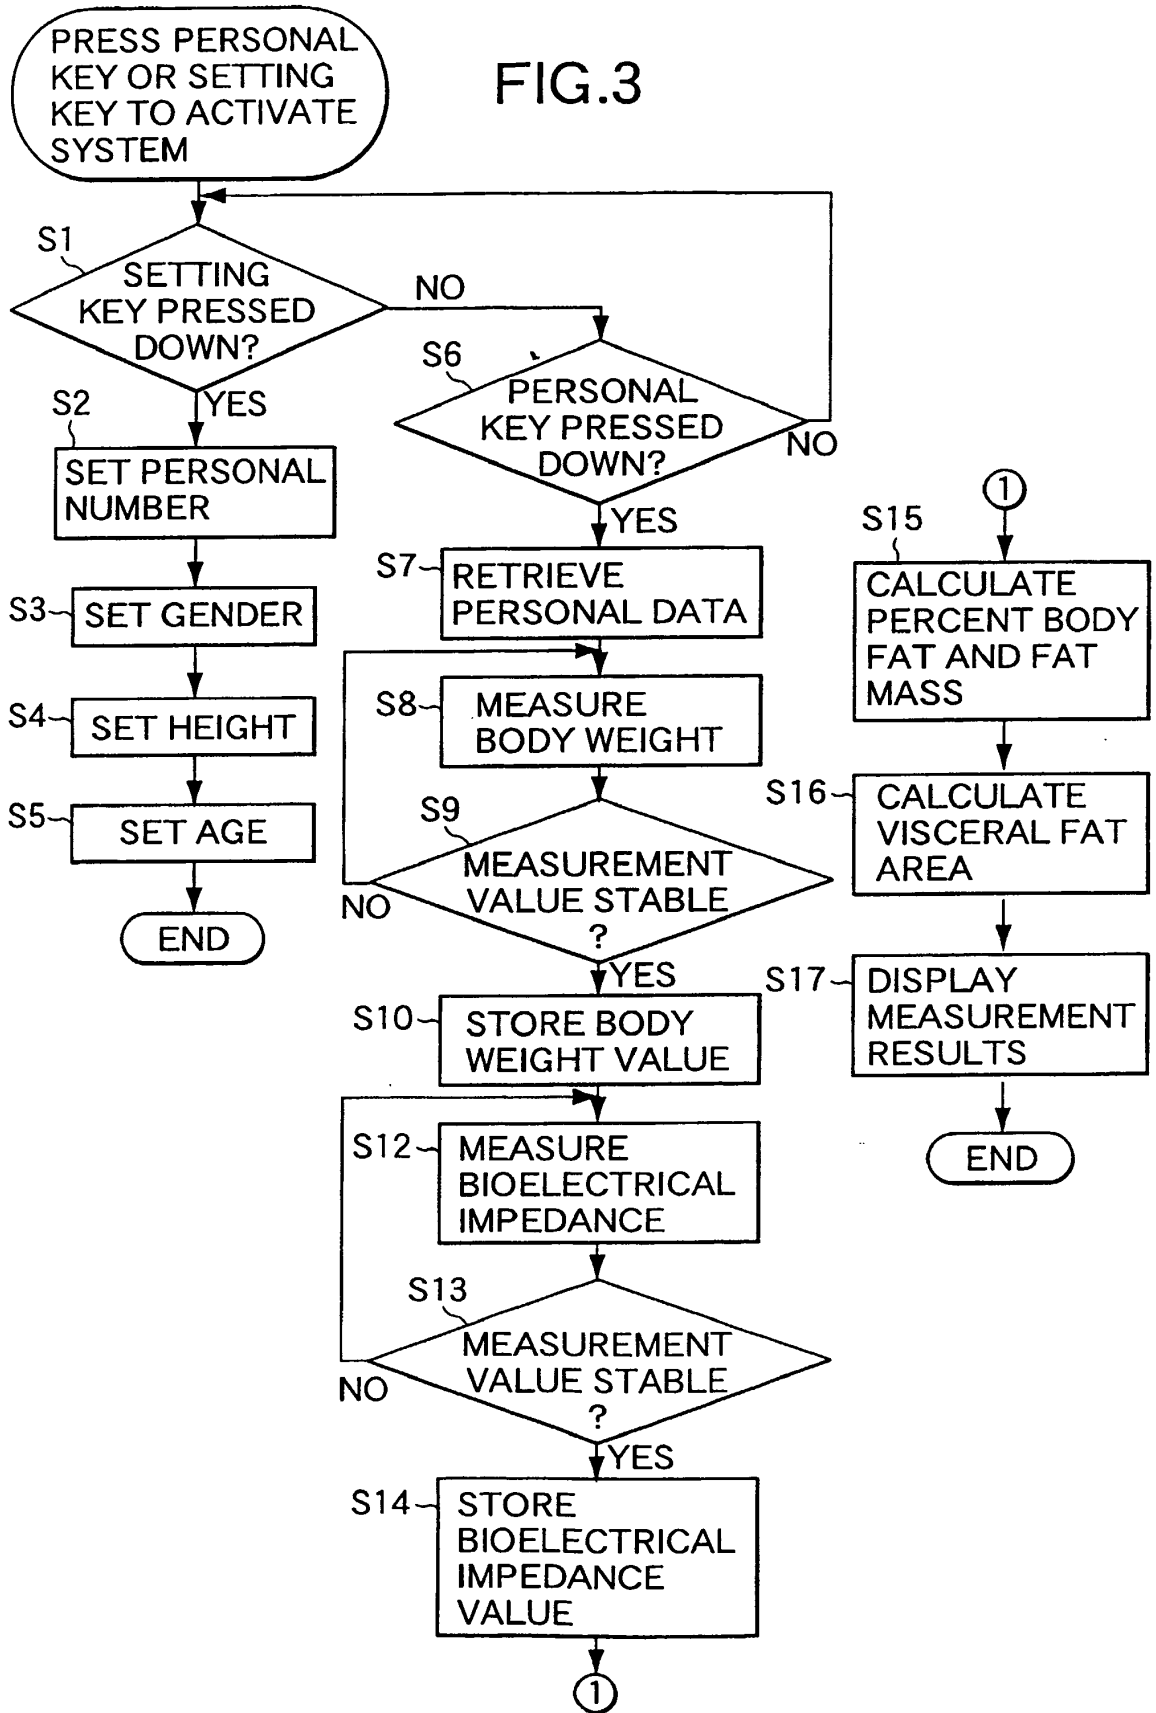 PRESS PERSONAL
KEY OR SETTING
KEY TO ACTIVATE
SYSTEM
FIG.3
S1
SETTING
KEY PRESSED
DOWN?
NO
YES
S2
SET PERSONAL
NUMBER
S3
SET GENDER
S4
SET HEIGHT
S5
SET AGE
END
S6
PERSONAL
KEY PRESSED
DOWN?
NO
YES
S7
RETRIEVE
PERSONAL DATA
S8
MEASURE
BODY WEIGHT
S9
MEASUREMENT
VALUE STABLE
?
NO
YES
S10
STORE BODY
WEIGHT VALUE
S12
MEASURE
BIOELECTRICAL
IMPEDANCE
S13
MEASUREMENT
VALUE STABLE
?
NO
YES
S14
STORE
BIOELECTRICAL
IMPEDANCE
VALUE
1
1
S15
CALCULATE
PERCENT BODY
FAT AND FAT
MASS
S16
CALCULATE
VISCERAL FAT
AREA
S17
DISPLAY
MEASUREMENT
RESULTS
END